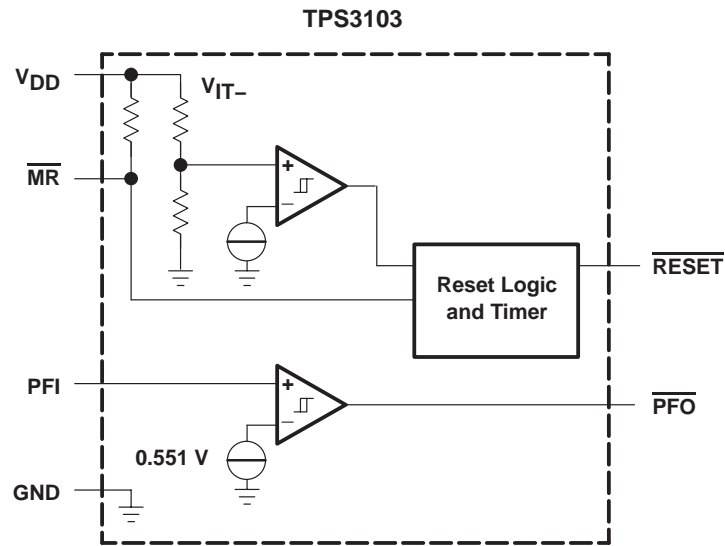 TPS3103
VDD
VIT–
MR
+
–
RESET
Reset Logic
and Timer
PFI
+
–
PFO
0.551 V
GND